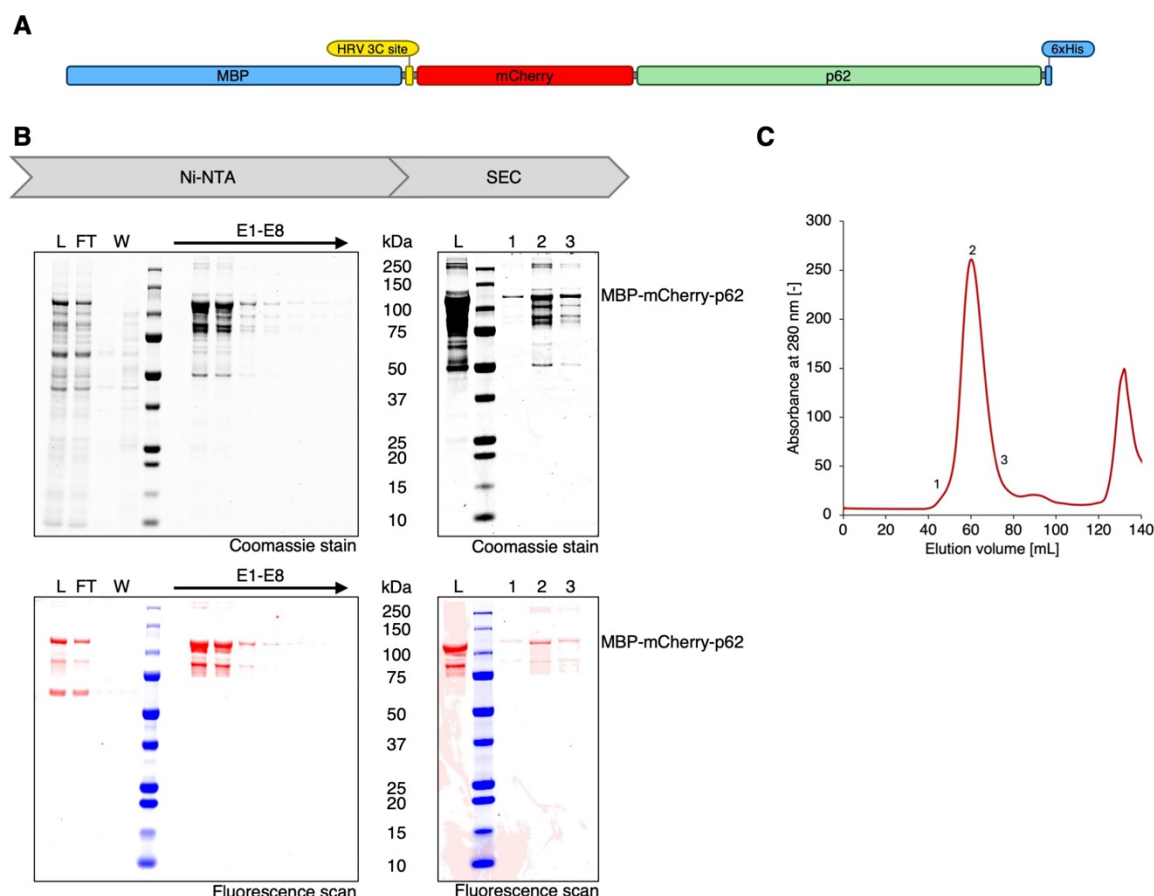 A
HRV 3C site
6xHis
MBP
mCherry
p62
B
Ni-NTA
SEC
L FT W E1-E8
kDa
L 1 2 3
250
150
100
75
50
37
25
20
15
10
MBP-mCherry-p62
Coomassie stain
Coomassie stain
L FT W E1-E8
kDa
L 1 2 3
250
150
100
75
50
37
25
20
15
10
MBP-mCherry-p62
Fluorescence scan
Fluorescence scan
C
Absorbance at 280 nm [-]
300
250
200
150
100
50
0
1
2
3
0 20 40 60 80 100 120 140
Elution volume [mL]